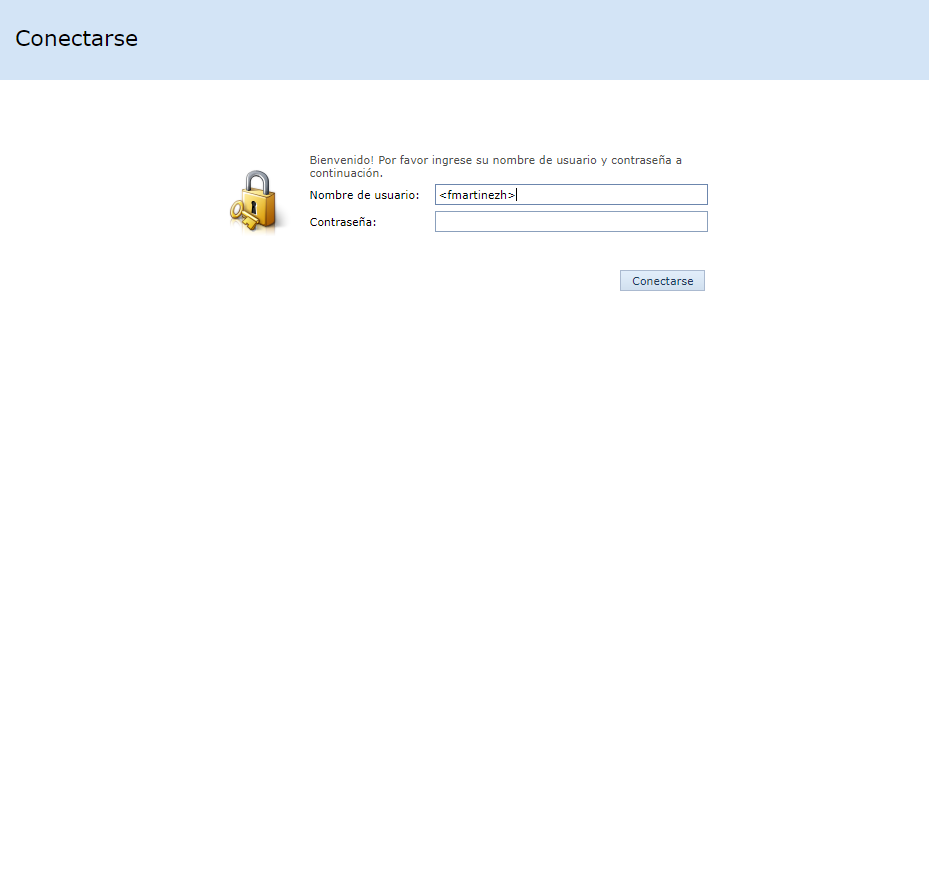 Conectarse
Bienvenido! Por favor ingrese su nombre de usuario y contraseña a
continuación.
Nombre de usuario: <fmartinezh>
Contraseña:
Conectarse